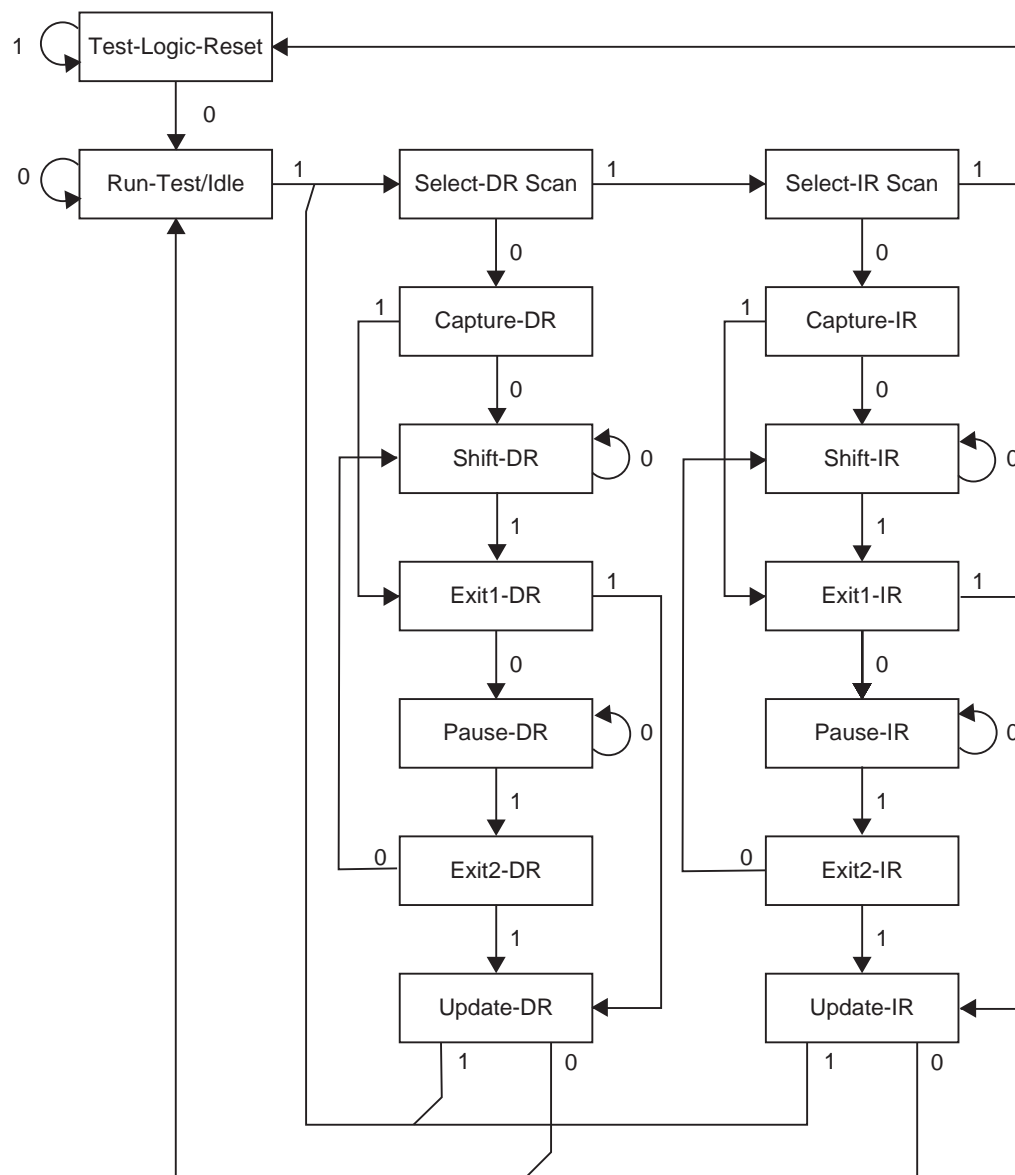 1
Test-Logic-Reset
0
0
Run-Test/Idle
1
Select-DR Scan
1
Select-IR Scan
1
0
0
1
Capture-DR
1
Capture-IR
0
0
Shift-DR
0
Shift-IR
0
1
1
Exit1-DR
1
Exit1-IR
1
0
0
Pause-DR
0
Pause-IR
0
1
1
0
Exit2-DR
0
Exit2-IR
1
1
Update-DR
Update-IR
1
0
1
0